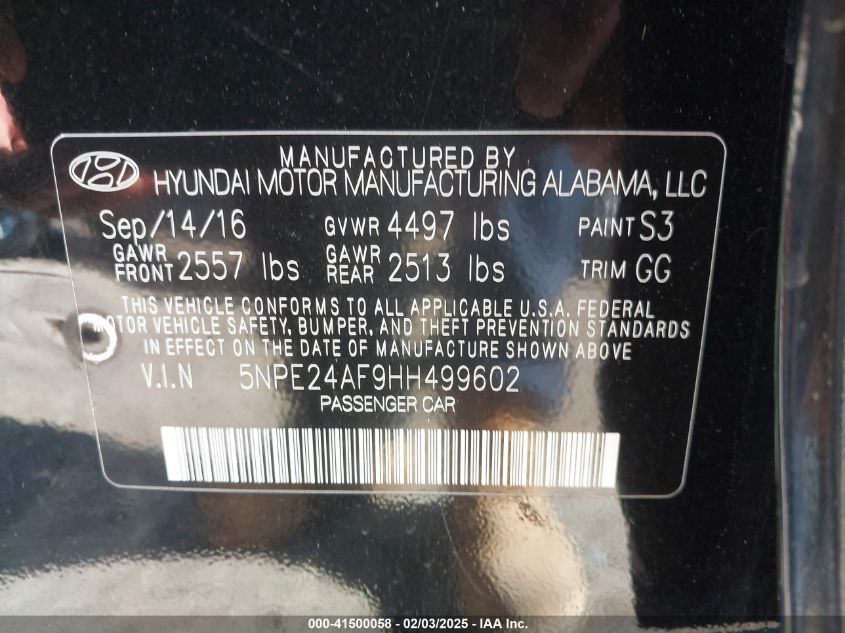 MANUFACTURED BY
HYUNDAI MOTOR MANUFACTURING ALABAMA, LLC
Sep/14/16 GVWR 4497 lbs PAINT S3
GAWR FRONT 2557 lbs GAWR REAR 2513 lbs TRIM GG
THIS VEHICLE CONFORMS TO ALL APPLICABLE U.S.A. FEDERAL
MOTOR VEHICLE SAFETY, BUMPER, AND THEFT PREVENTION STANDARDS
IN EFFECT ON THE DATE OF MANUFACTURE SHOWN ABOVE
V.I.N 5NPE24AF9HH499602
PASSENGER CAR
000-41500058 - 02/03/2025 - IAAI.com